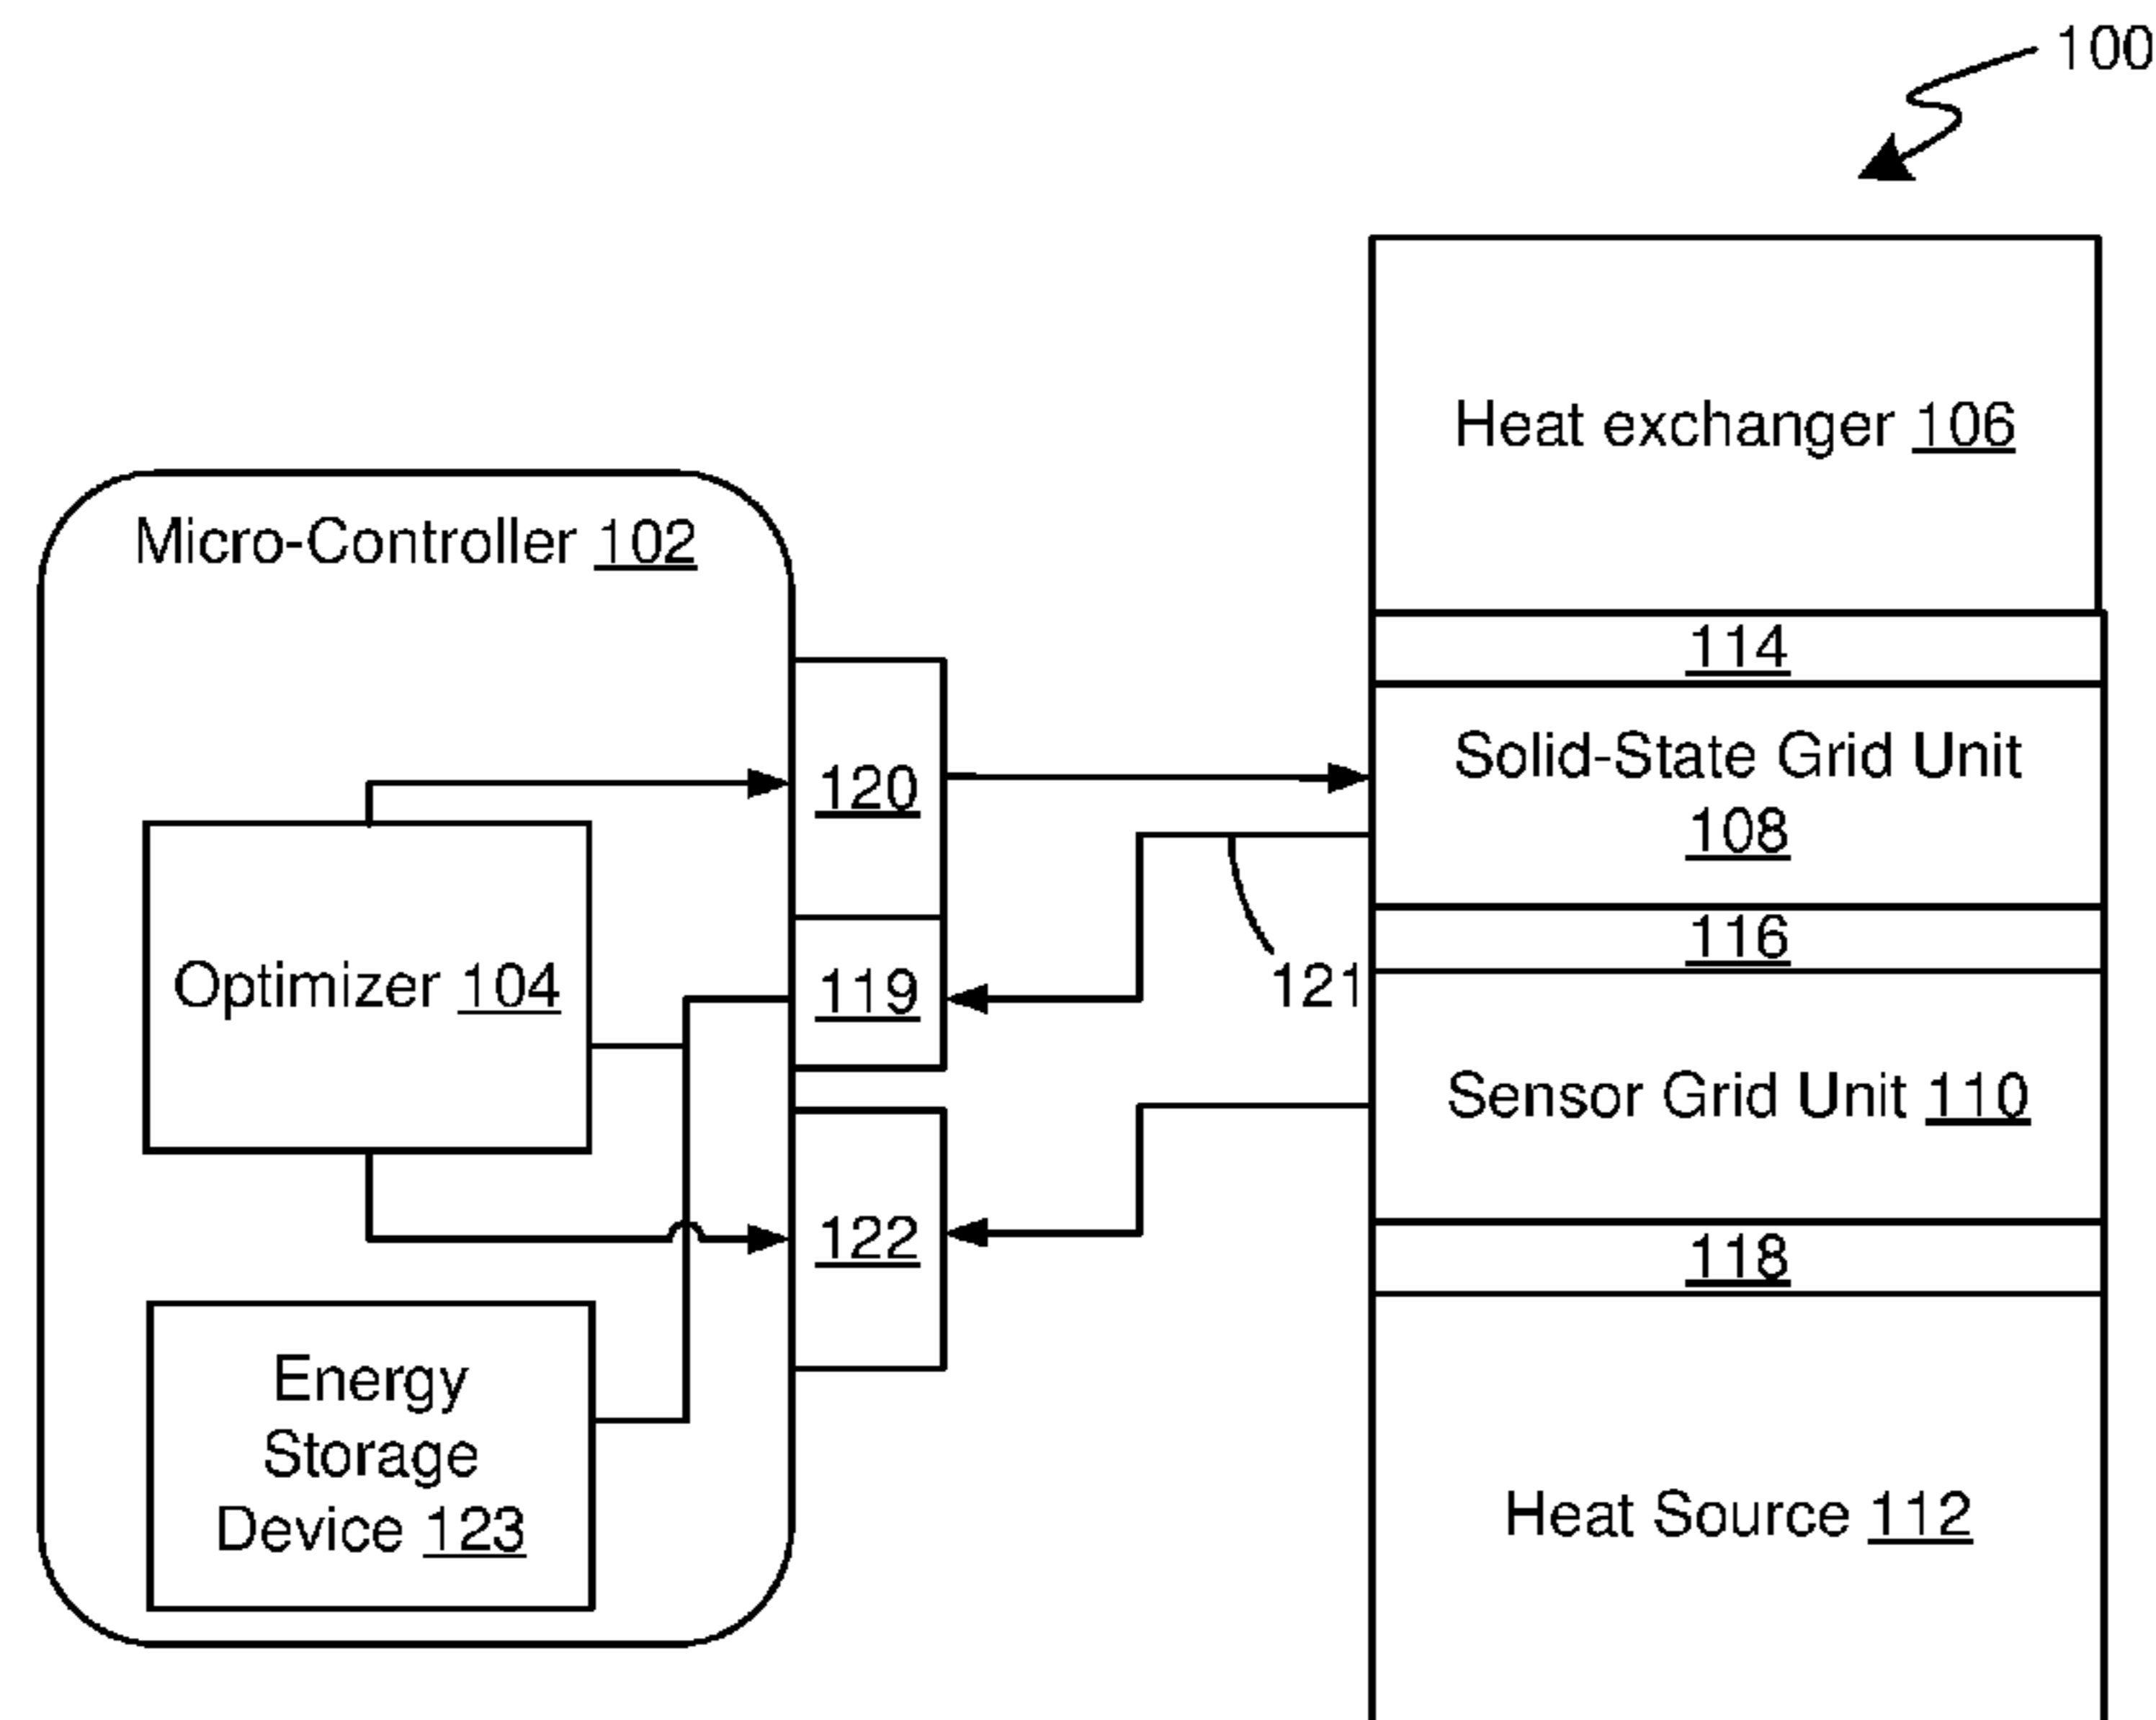 100
Heat exchanger 106
Micro-Controller 102
114
Solid-State Grid Unit
108
120
116
119
121
Optimizer 104
Sensor Grid Unit 110
122
118
Energy
Storage
Device 123
Heat Source 112